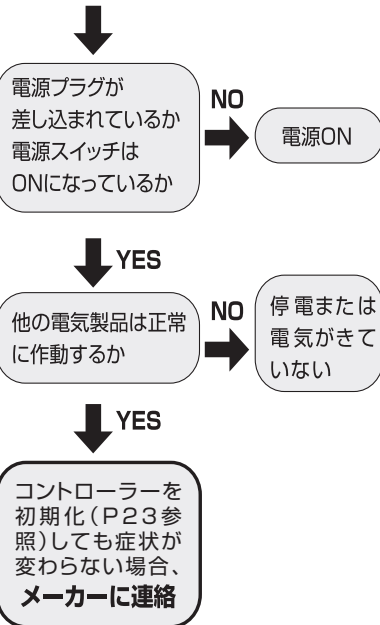 電源プラグが
差し込まれているか
電源スイッチは
ONになっているか
NO
電源ON
YES
他の電気製品は正常
に作動するか
NO
停電または
電気がきて
いない
YES
コントローラーを
初期化(P23参
照)しても症状が
変わらない場合、
メーカーに連絡